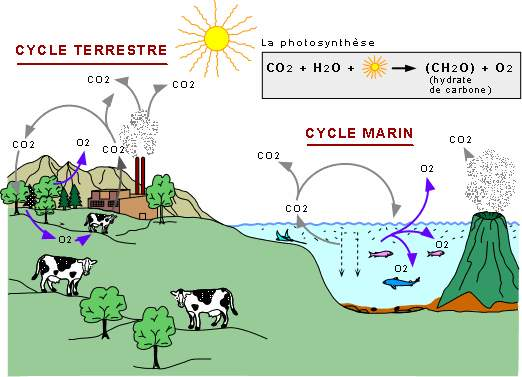 La photosynthèse
CYCLE TERRESTRE
CO2 + H2O + → (CH2O) + O2
(hydrate
de carbone)
CO2
CO2
CYCLE MARIN
CO2
O2
CO2
CO2
CO2
O2
CO2
O2
O2
O2